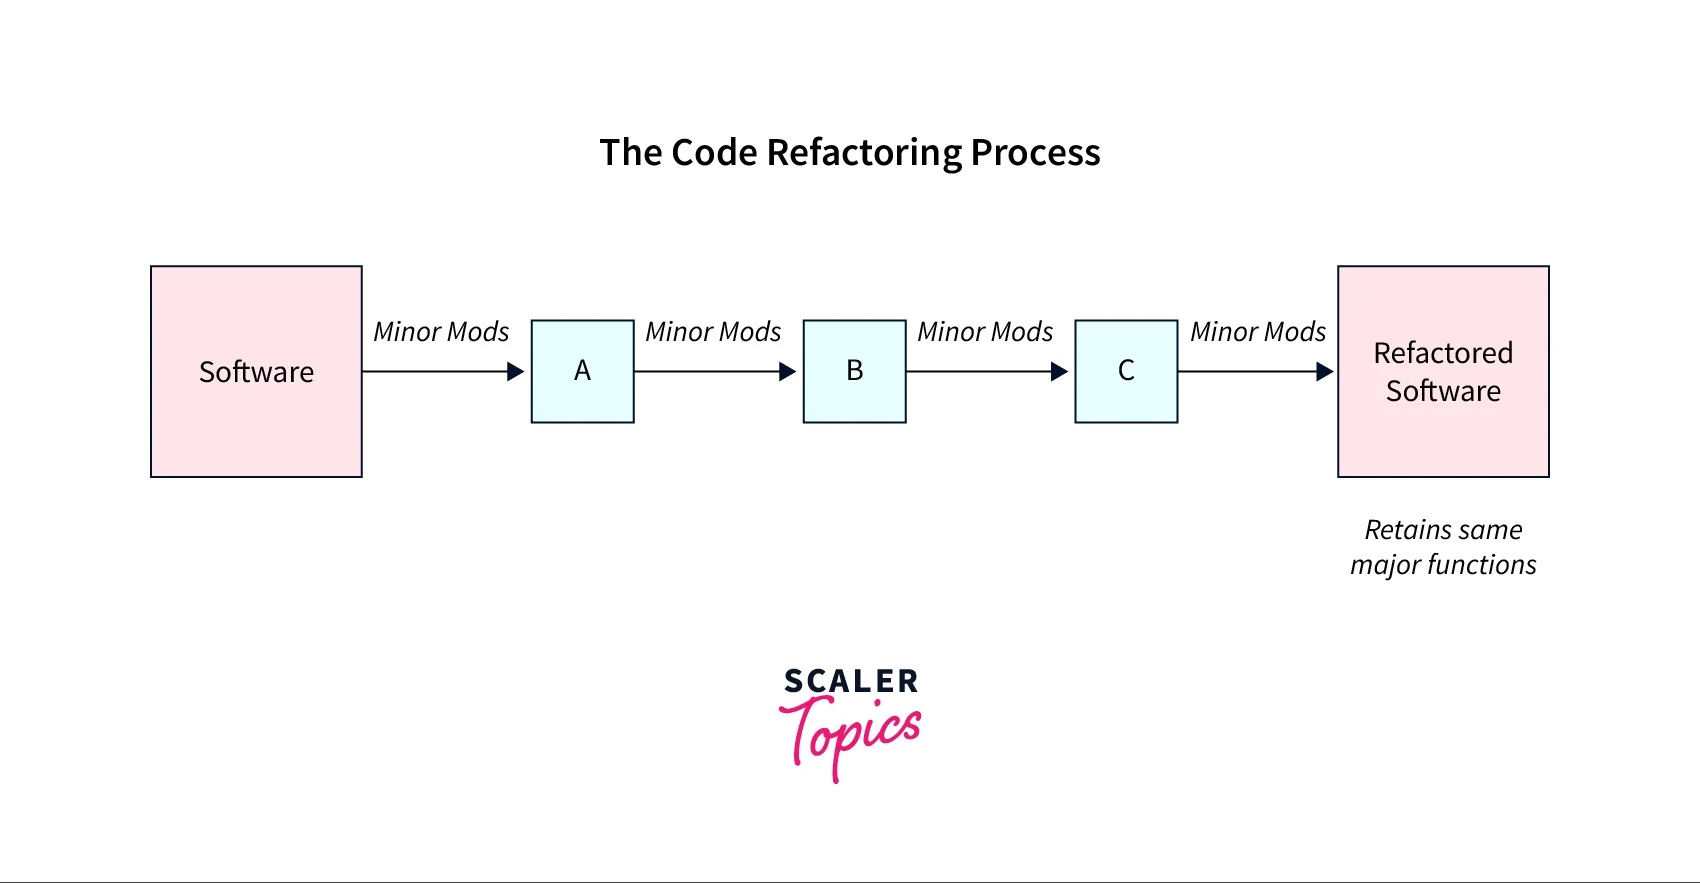 The Code Refactoring Process
Software
Minor Mods
A
Minor Mods
B
Minor Mods
C
Minor Mods
Refactored
Software
Retains same
major functions
SCALER
Topics